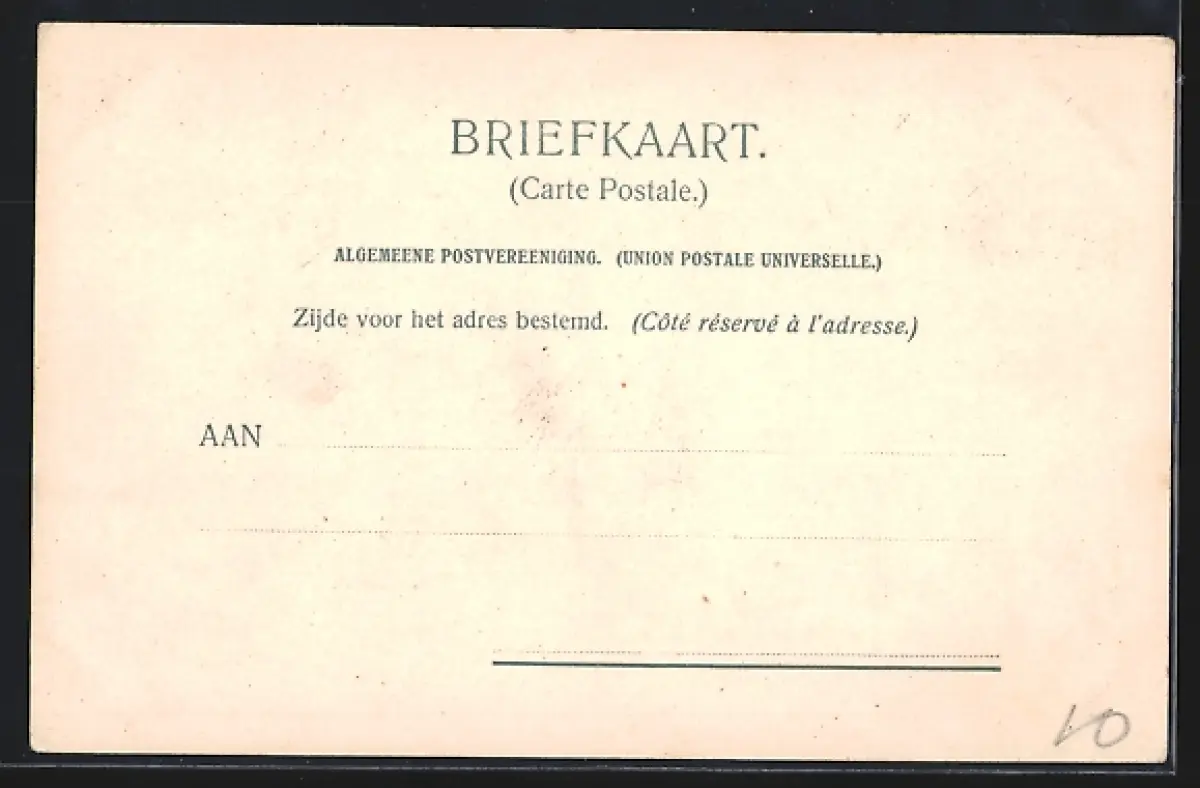 BRIEFKAART.
(Carte Postale.)
ALGEMEENE POSTVEREENIGING. (UNION POSTALE UNIVERSELLE.)
Zijde voor het adres bestemd. (Côté réservé à l'adresse.)
AAN
10